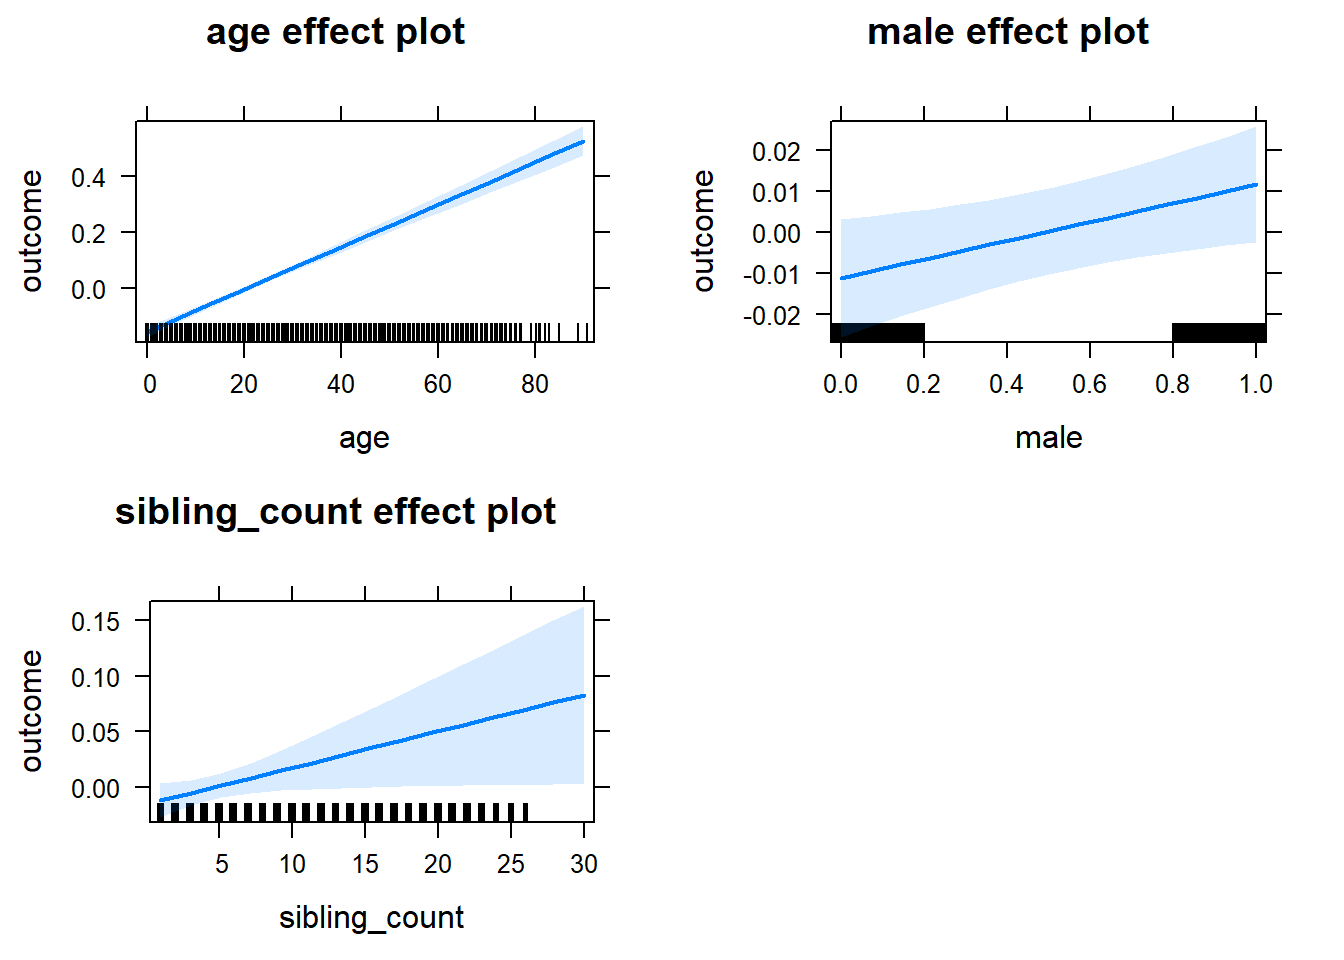 age effect plot
outcome
0.4
0.2
0.0
0 20 40 60 80
age
male effect plot
outcome
0.02
0.01
0.00
-0.01
-0.02
0.0 0.2 0.4 0.6 0.8 1.0
male
sibling_count effect plot
outcome
0.15
0.10
0.05
0.00
5 10 15 20 25 30
sibling_count